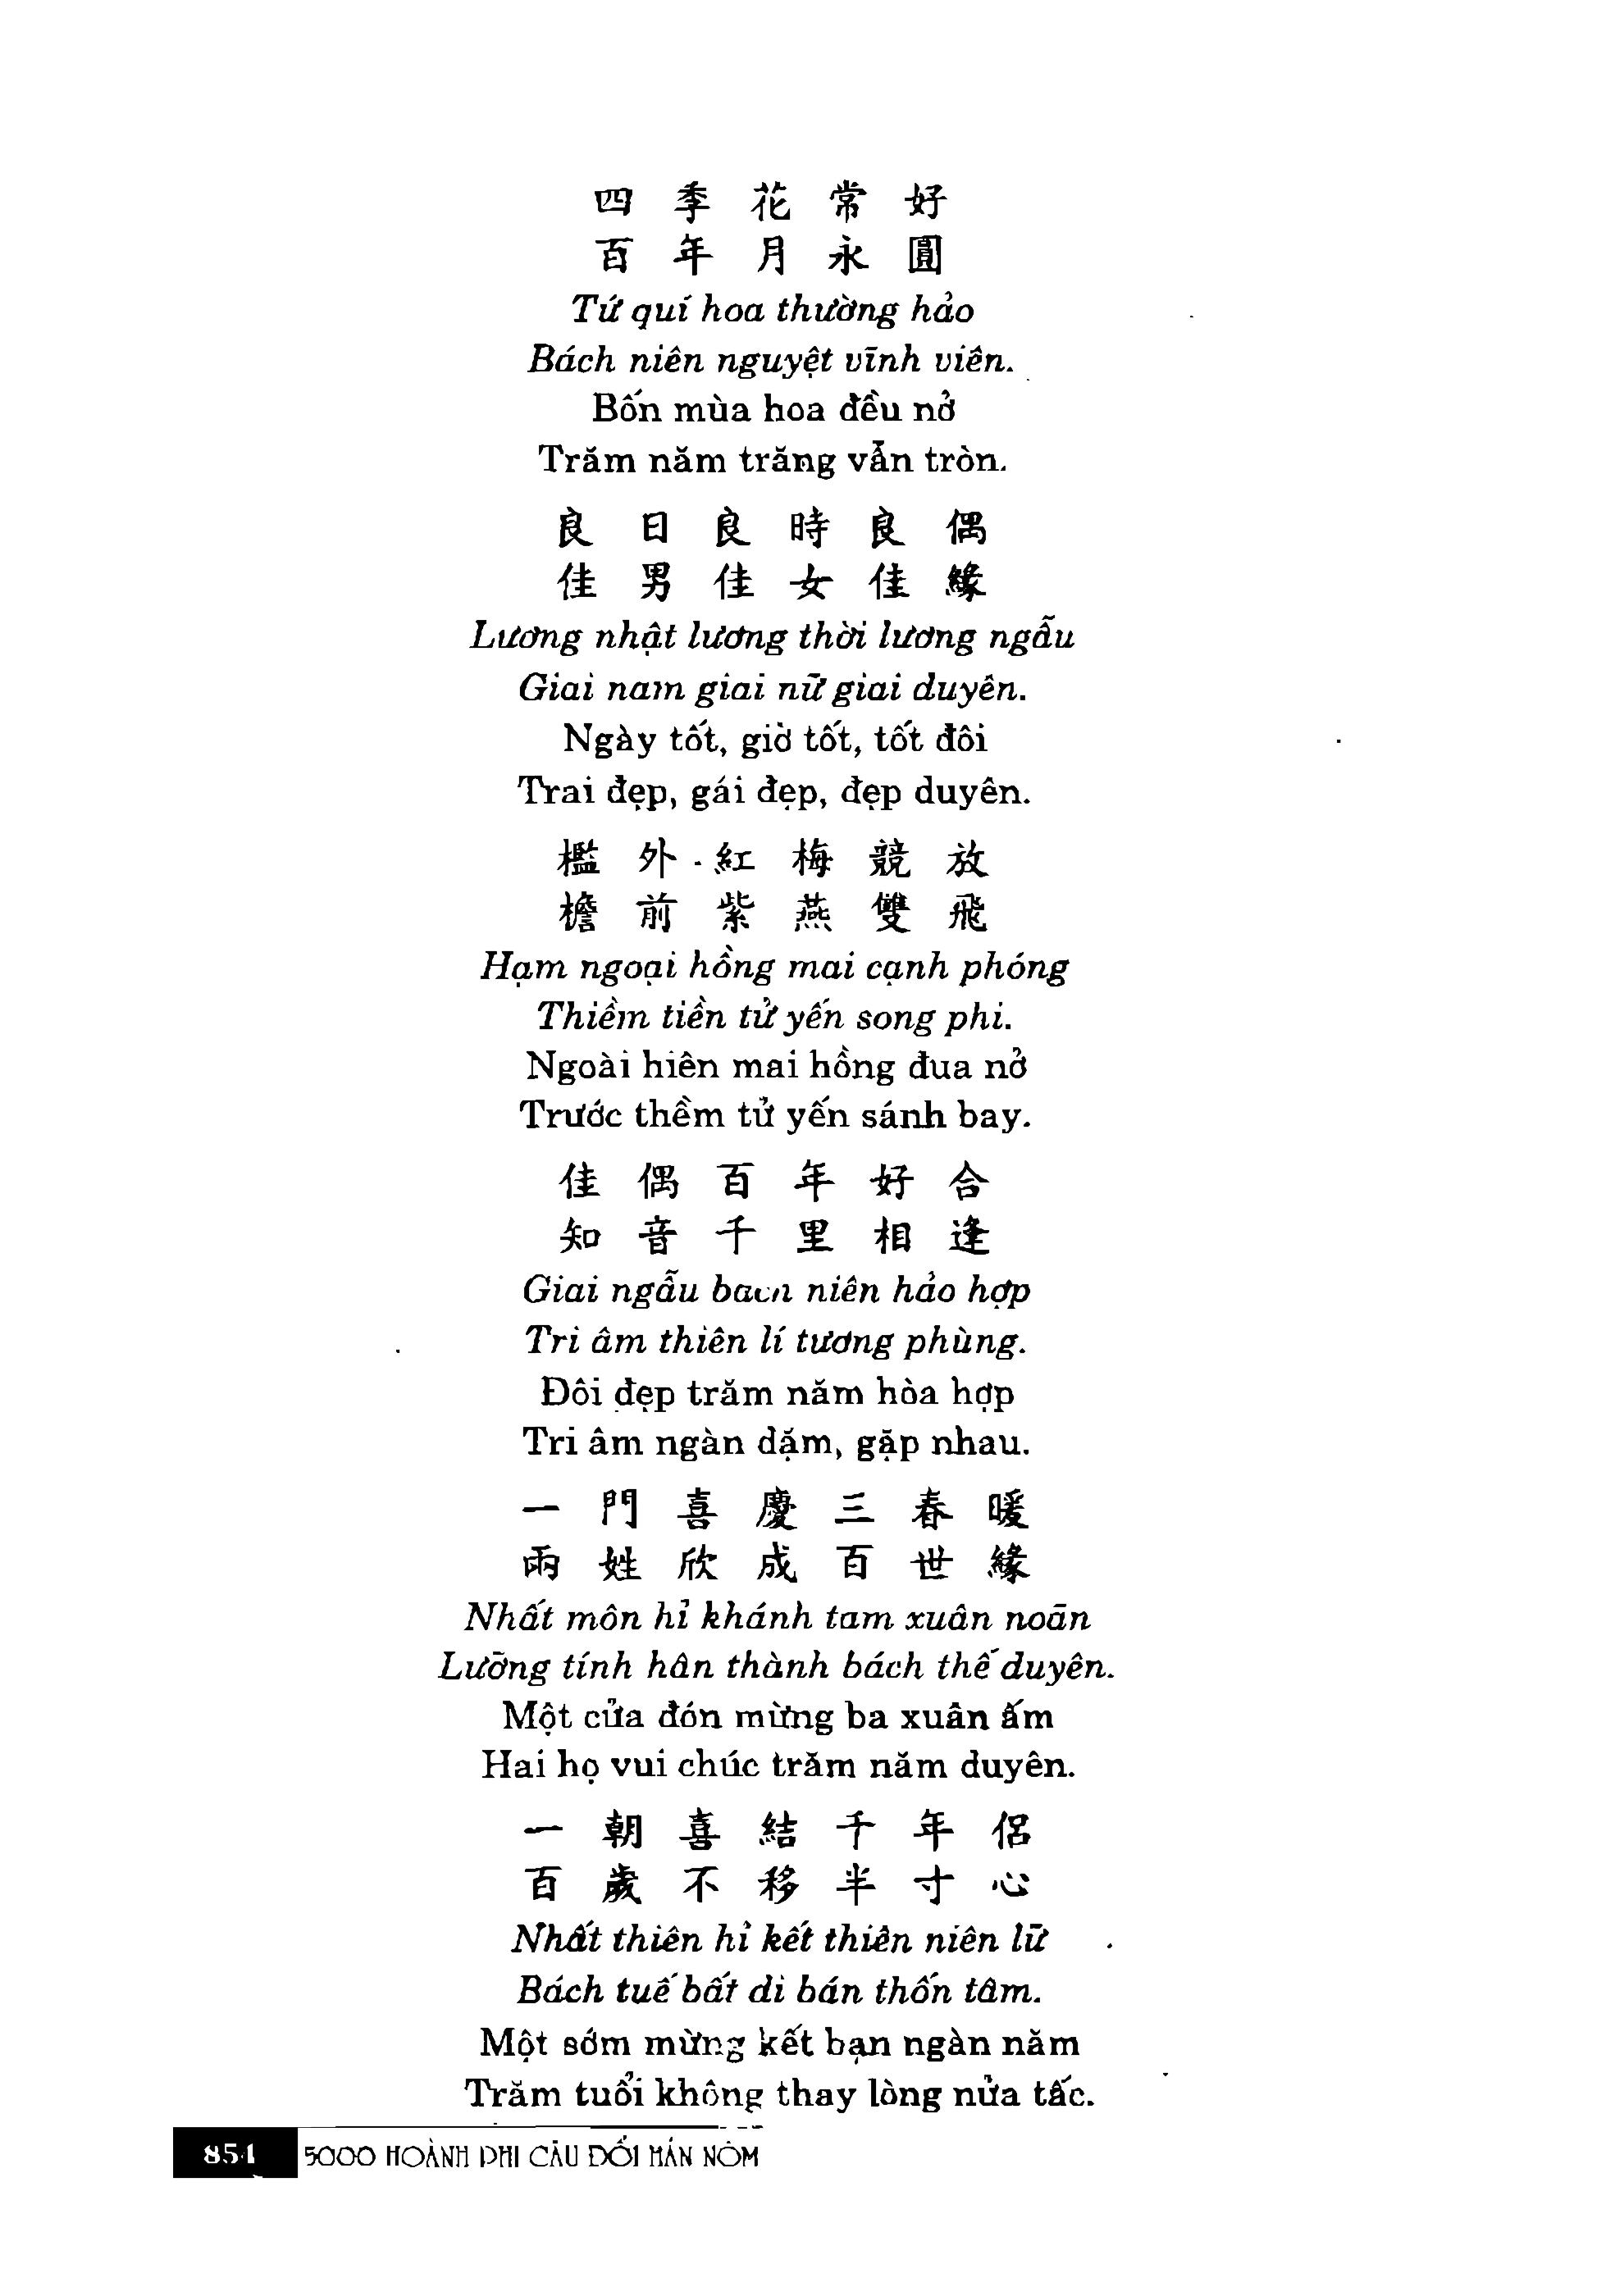 四季花常好
百年月永圓
Tứ quí hoa thường hảo
Bách niên nguyệt vĩnh viên.
Bốn mùa hoa đều nở
Trăm năm trăng vẫn tròn.
良日良時良偶
佳男佳女佳緣
Lương nhật lương thời lương ngẫu
Giai nam giai nữ giai duyên.
Ngày tốt, giờ tốt, tốt đôi
Trai đẹp, gái đẹp, đẹp duyên.
檻外紅梅競放
檐前紫燕雙飛
Hạm ngoại hồng mai cạnh phóng
Thiềm tiền tử yến song phi.
Ngoài hiên mai hồng đua nở
Trước thềm tử yến sánh bay.
佳偶百年好合
知音千里相逢
Giai ngẫu bách niên hảo hợp
Tri âm thiên lí tương phùng.
Đôi đẹp trăm năm hòa hợp
Tri âm ngàn dặm, gặp nhau.
一門喜慶三春暖
兩姓欣成百世緣
Nhất môn hỉ khánh tam xuân noãn
Lưỡng tính hân thành bách thế duyên.
Một cửa đón mừng ba xuân ấm
Hai họ vui chúc trăm năm duyên.
一朝喜結千年侶
百歲不移半寸心
Nhất thiên hỉ kết thiên niên lữ
Bách tuế bất di bán thốn tâm.
Một sớm mừng kết bạn ngàn năm
Trăm tuổi không thay lòng nửa tấc.
854 5000 HOÀNH PHI CÂU ĐỐI HÁN NÔM